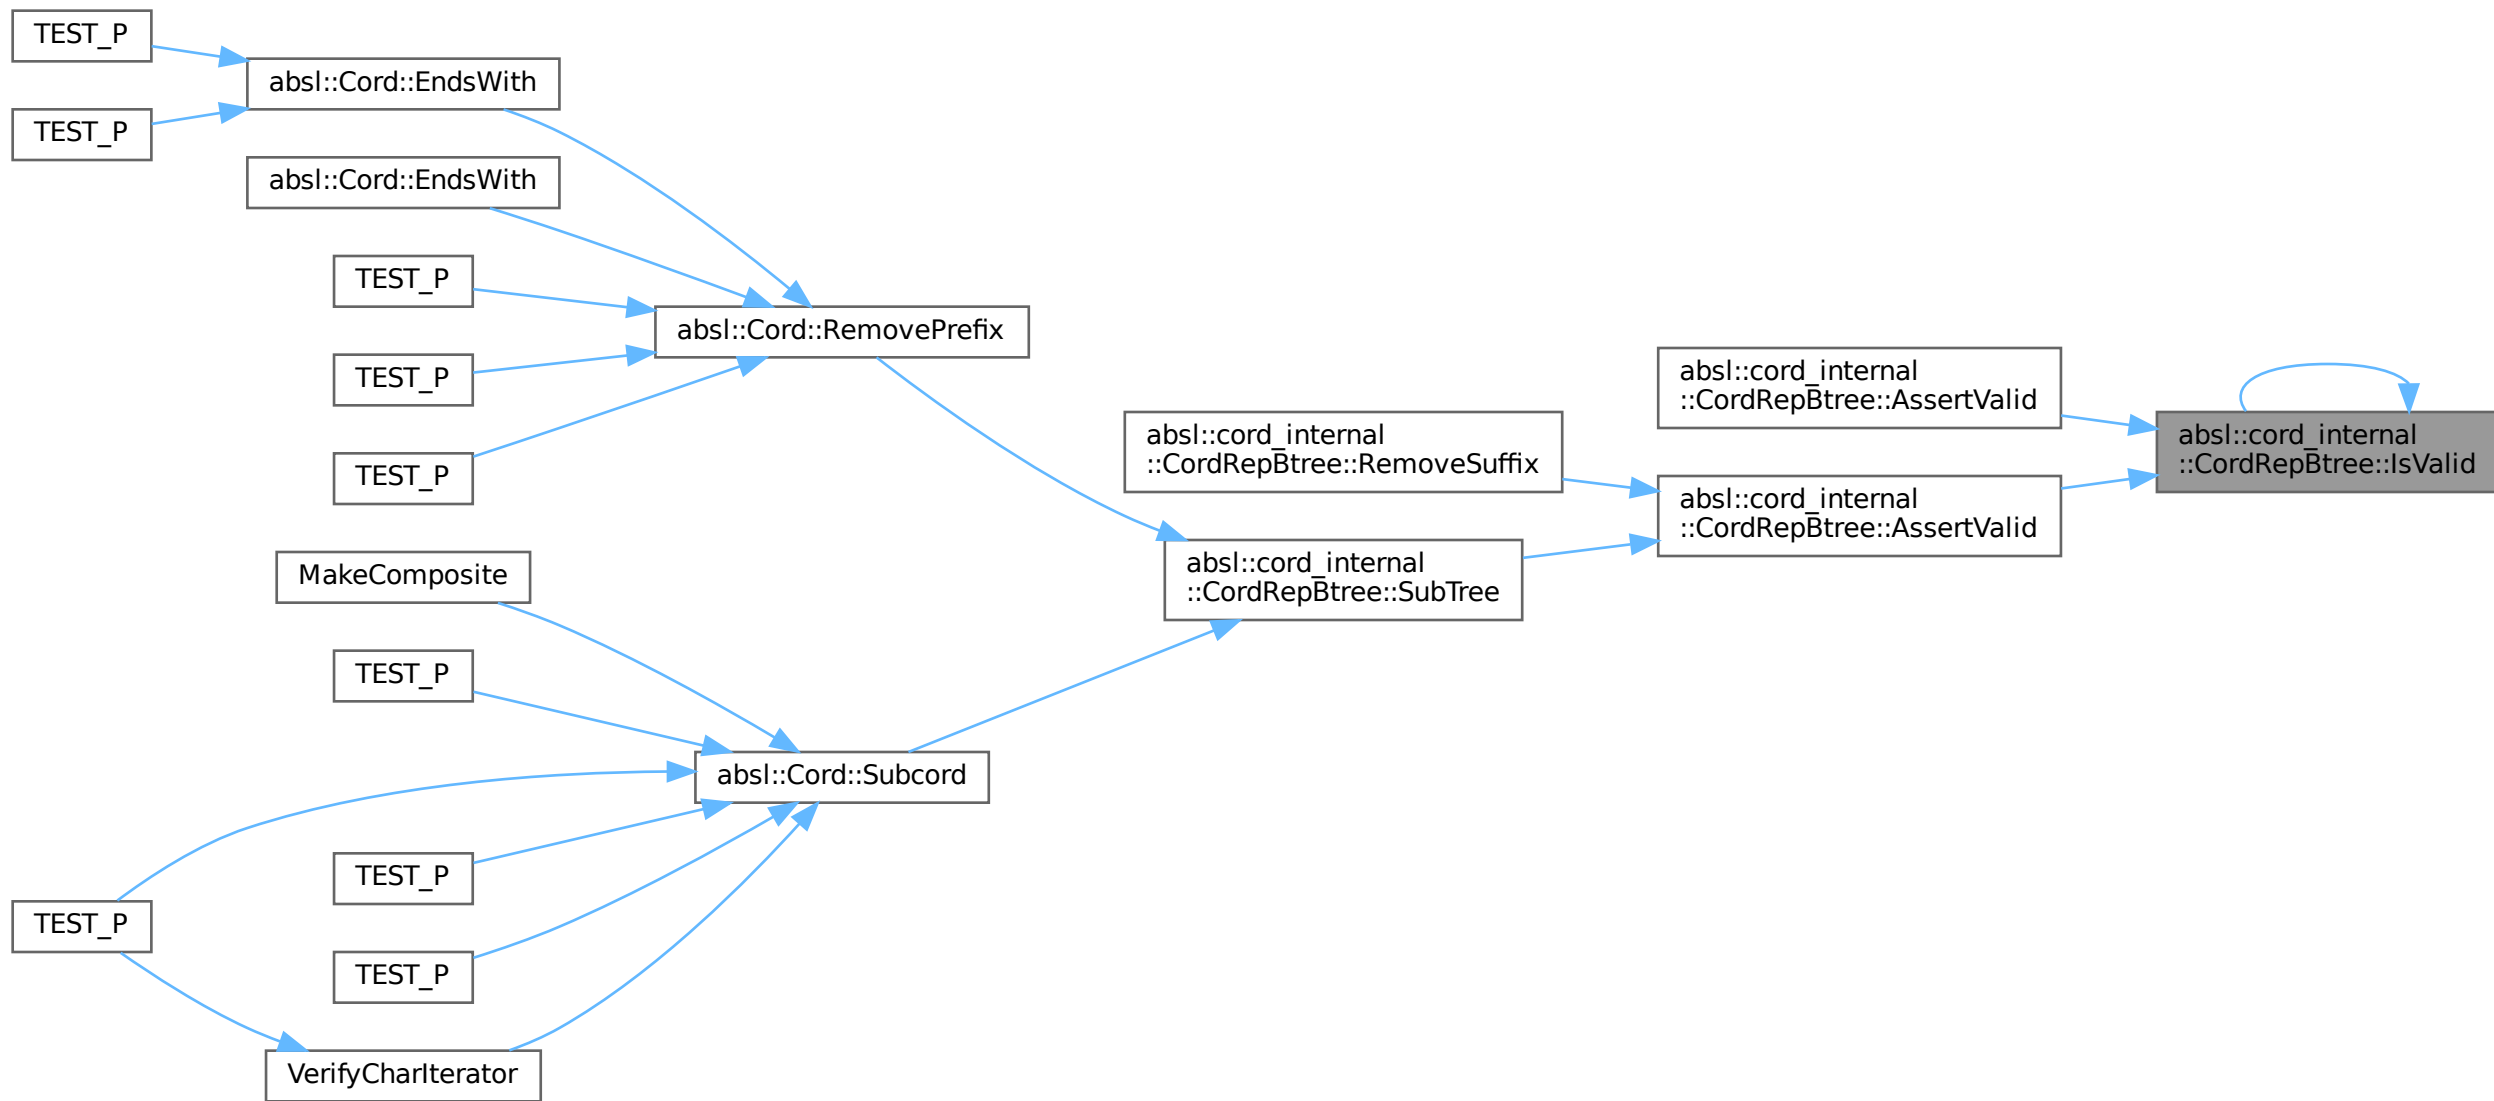 TEST_P
absl::Cord::EndsWith
TEST_P
absl::Cord::EndsWith
TEST_P
absl::Cord::RemovePrefix
TEST_P
TEST_P
absl::cord_internal
::CordRepBtree::AssertValid
absl::cord_internal
::CordRepBtree::RemoveSuffix
absl::cord_internal
::CordRepBtree::IsValid
absl::cord_internal
::CordRepBtree::AssertValid
MakeComposite
absl::cord_internal
::CordRepBtree::SubTree
TEST_P
absl::Cord::Subcord
TEST_P
TEST_P
TEST_P
VerifyCharIterator